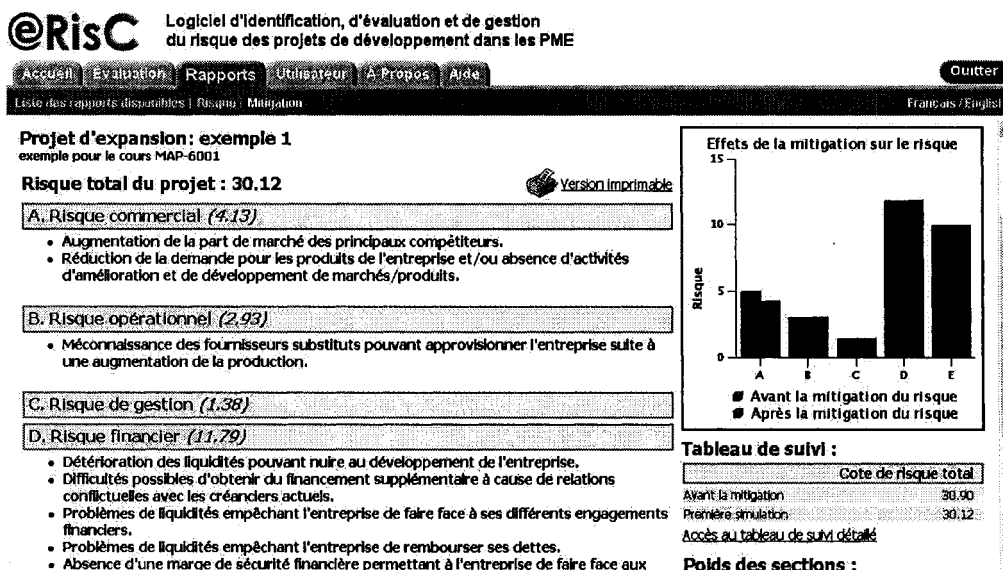 @RisC
Logiciel d'identification, d'évaluation et de gestion
du risque des projets de développement dans les PME
Accueil Évaluation Rapports Utilisateur À Propos Aide
Quitter
Liste des rapports disponibles | Risque | Mitigation
Français / English
Projet d'expansion: exemple 1
exemple pour le cours MAP-6001
Risque total du projet : 30.12
Version imprimable
A. Risque commercial (4.13)
• Augmentation de la part de marché des principaux compétiteurs.
• Réduction de la demande pour les produits de l'entreprise et/ou absence d'activités
d'amélioration et de développement de marchés/produits.
B. Risque opérationnel (2,93)
• Méconnaissance des fournisseurs substituts pouvant approvisionner l'entreprise suite à
une augmentation de la production.
C. Risque de gestion (1.38)
D. Risque financier (11.79)
• Détérioration des liquidités pouvant nuire au développement de l'entreprise.
• Difficultés possibles d'obtenir du financement supplémentaire à cause de relations
conflictuelles avec les créanciers actuels.
• Problèmes de liquidités empêchant l'entreprise de faire face à ses différents engagements
financiers.
• Problèmes de liquidités empêchant l'entreprise de rembourser ses dettes.
• Absence d'une marge de sécurité financière permettant à l'entreprise de faire face aux
Effets de la mitigation sur le risque
15
10
5
0
Risque
A B C D E
Avant la mitigation du risque
Après la mitigation du risque
Tableau de suivi :
Cote de risque total
Avant la mitigation 30.90
Première simulation 30.12
Accès au tableau de suivi détaillé
Poids des sections :